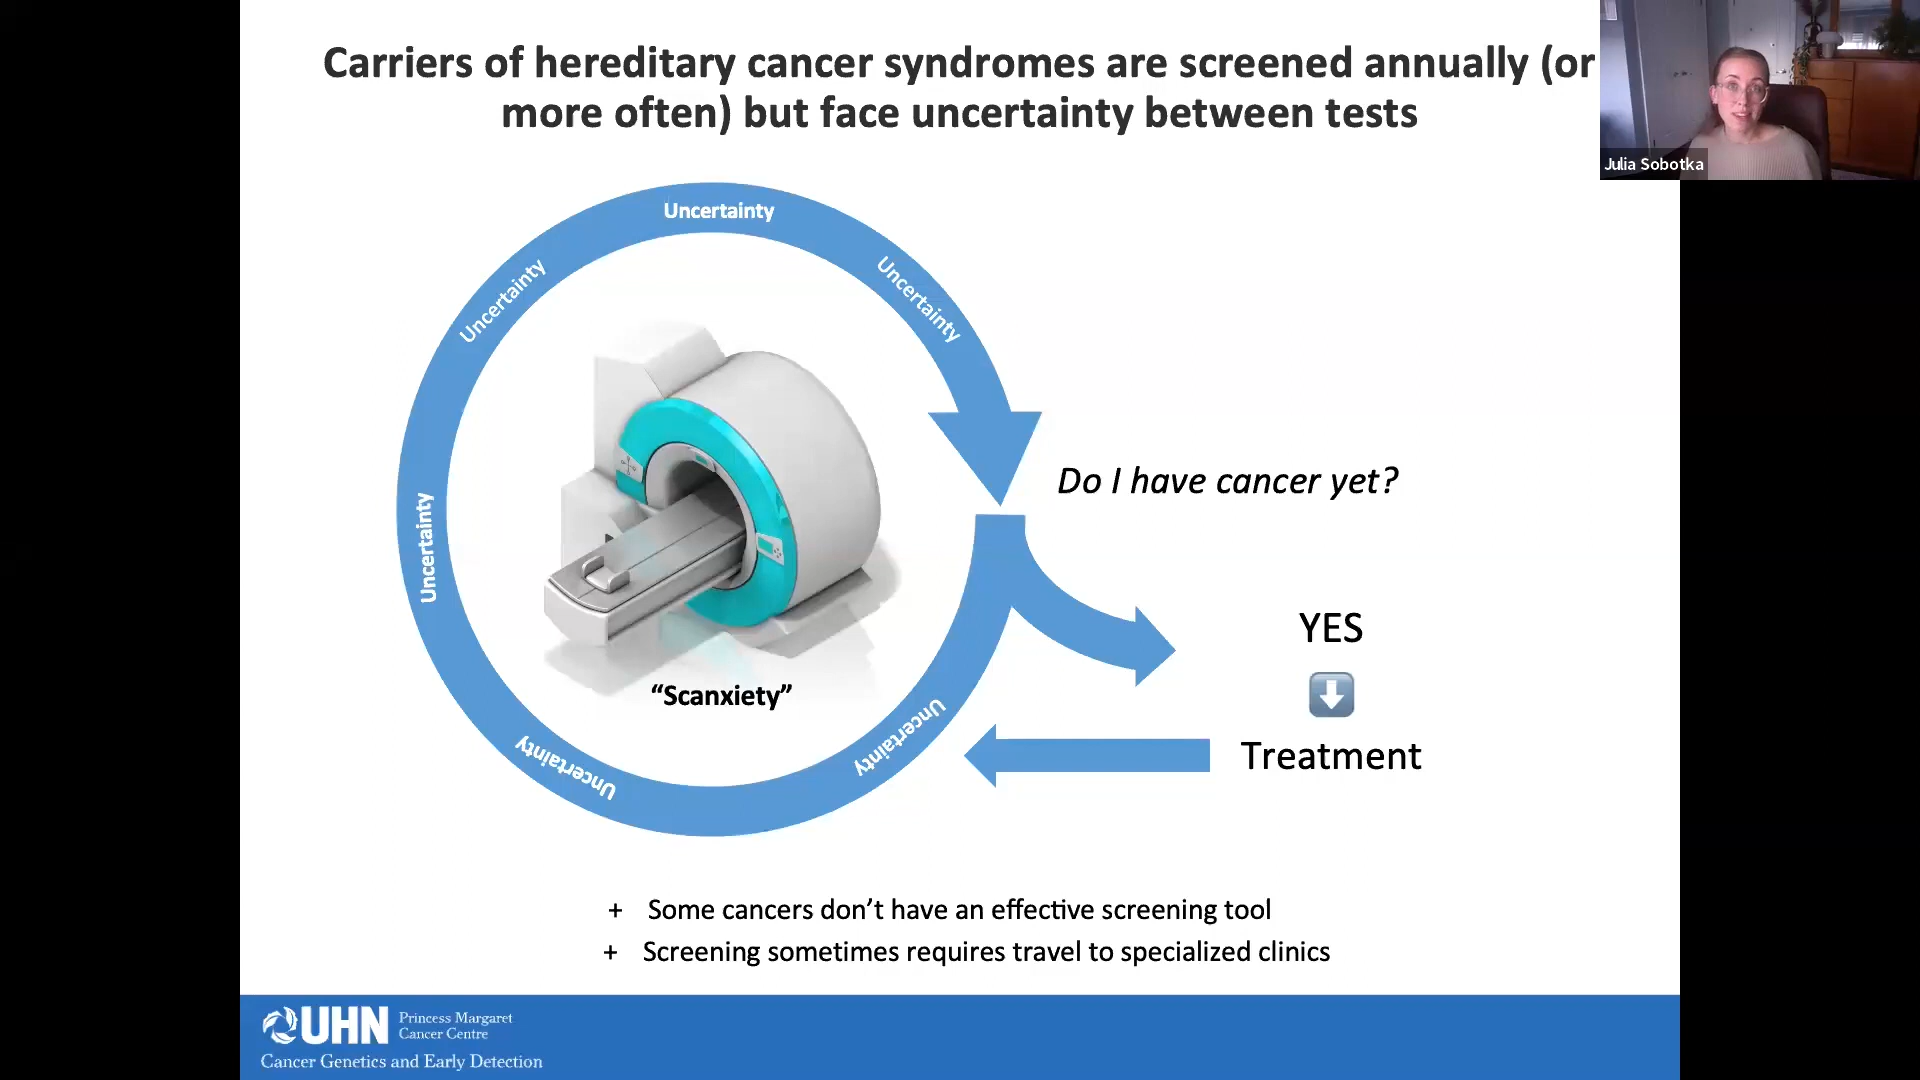 Carriers of hereditary cancer syndromes are screened annually (or
more often) but face uncertainty between tests
Julia Sobotka
Uncertainty
Uncertainty
Uncertainty
Uncertainty
Uncertainty
Uncertainty
“Scanxiety”
Do I have cancer yet?
YES
Treatment
+ Some cancers don’t have an effective screening tool
+ Screening sometimes requires travel to specialized clinics
UHN
Princess Margaret
Cancer Centre
Cancer Genetics and Early Detection